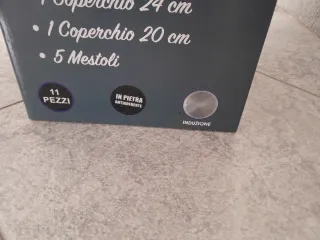 1 Coperchio 24 cm
• 1 Coperchio 20 cm
• 5 Mestoli
11
PEZZI
IN PIETRA
ANTIADERENTE
INDUZIONE